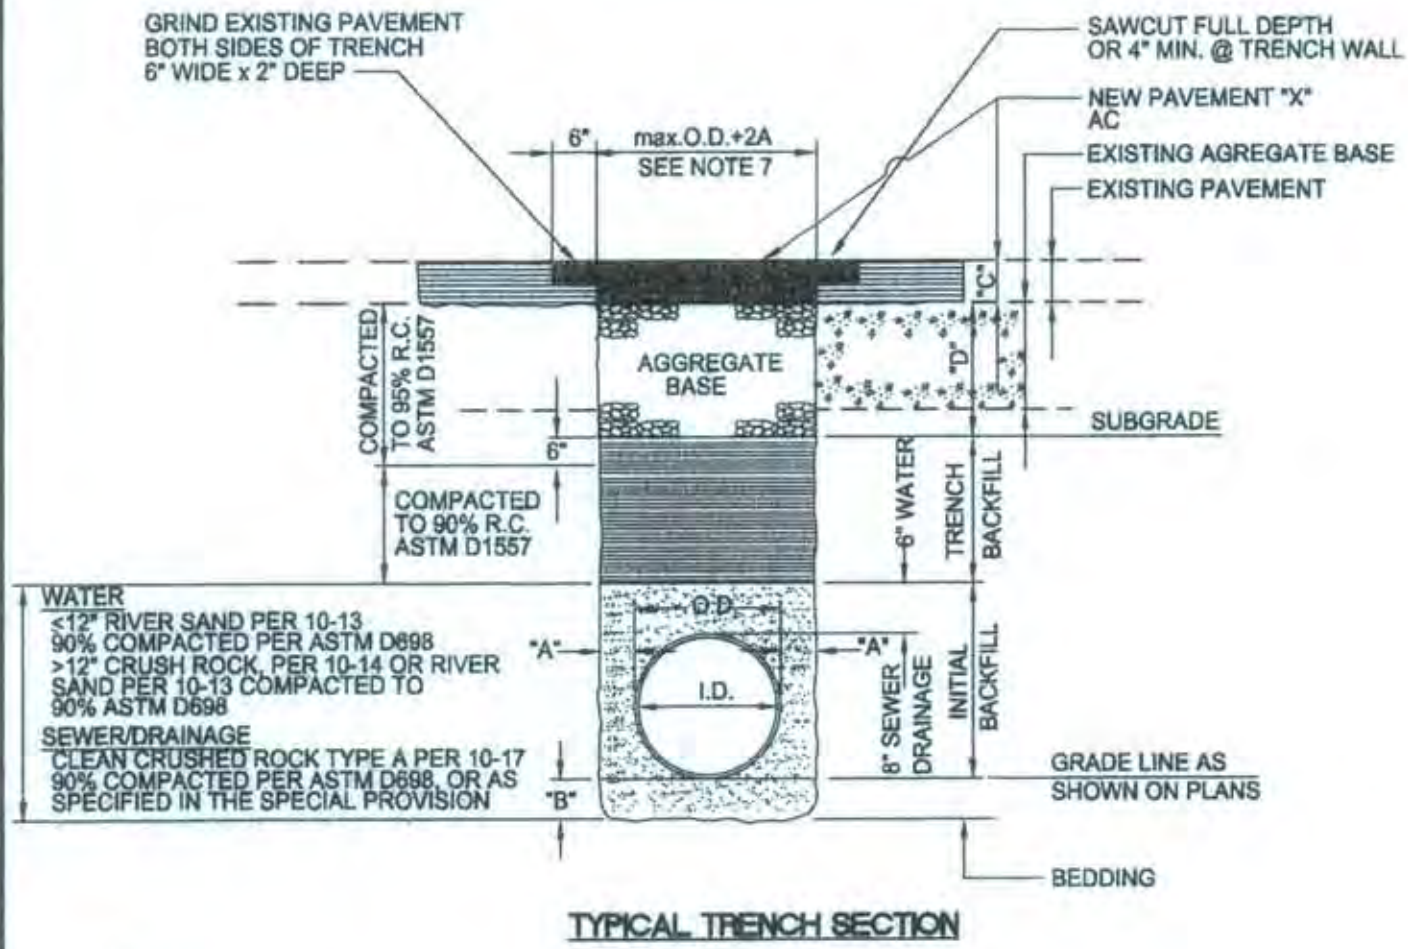 GRIND EXISTING PAVEMENT
BOTH SIDES OF TRENCH
6" WIDE x 2" DEEP
SAWCUT FULL DEPTH
OR 4" MIN. @ TRENCH WALL
NEW PAVEMENT "X"
AC
EXISTING AGREGATE BASE
EXISTING PAVEMENT
6"
max.O.D.+2A
SEE NOTE 7
"C"
"D"
COMPACTED
TO 95% R.C.
ASTM D1557
AGGREGATE
BASE
SUBGRADE
6"
COMPACTED
TO 90% R.C.
ASTM D1557
6" WATER
TRENCH
BACKFILL
WATER
<12" RIVER SAND PER 10-13
90% COMPACTED PER ASTM D698
>12" CRUSH ROCK, PER 10-14 OR RIVER
SAND PER 10-13 COMPACTED TO
90% ASTM D698
SEWER/DRAINAGE
CLEAN CRUSHED ROCK TYPE A PER 10-17
90% COMPACTED PER ASTM D698, OR AS
SPECIFIED IN THE SPECIAL PROVISION
O.D.
"A"
"A"
I.D.
8" SEWER
DRAINAGE
INITIAL
BACKFILL
"B"
GRADE LINE AS
SHOWN ON PLANS
BEDDING
TYPICAL TRENCH SECTION